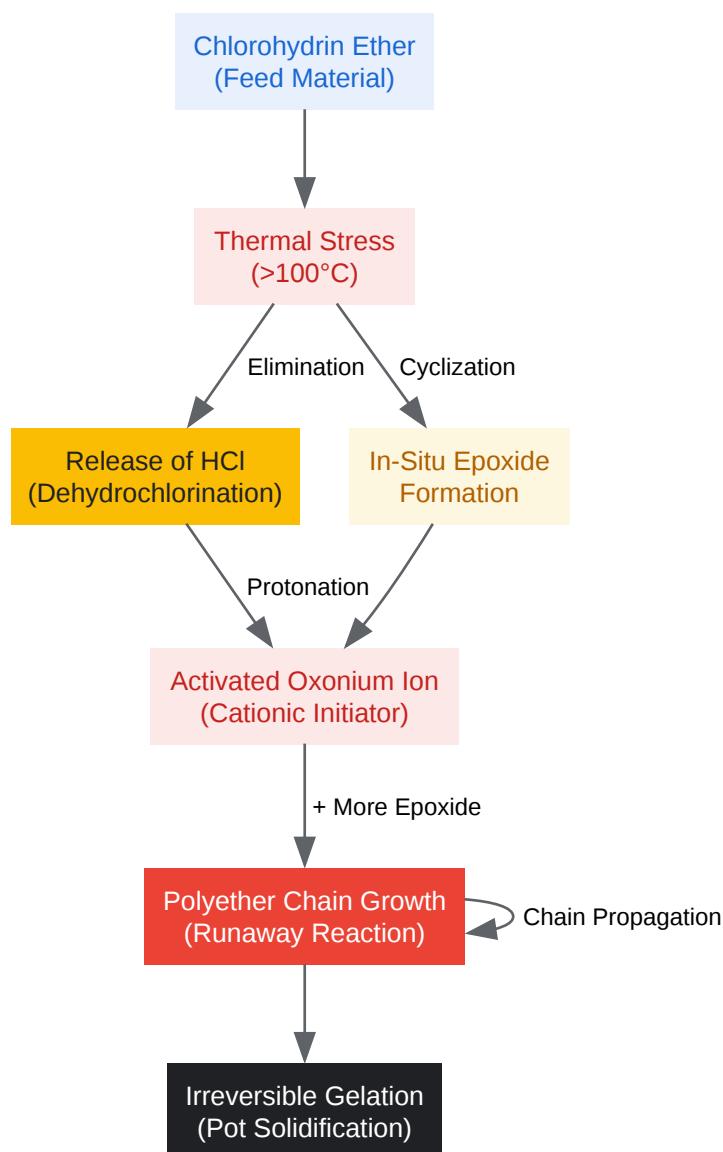 Chlorohydrin Ether
(Feed Material)
Thermal Stress
(>100°C)
Elimination
Cyclization
Release of HCl
(Dehydrochlorination)
In-Situ Epoxide
Formation
Protonation
Activated Oxonium Ion
(Cationic Initiator)
+ More Epoxide
Polyether Chain Growth
(Runaway Reaction)
Chain Propagation
Irreversible Gelation
(Pot Solidification)